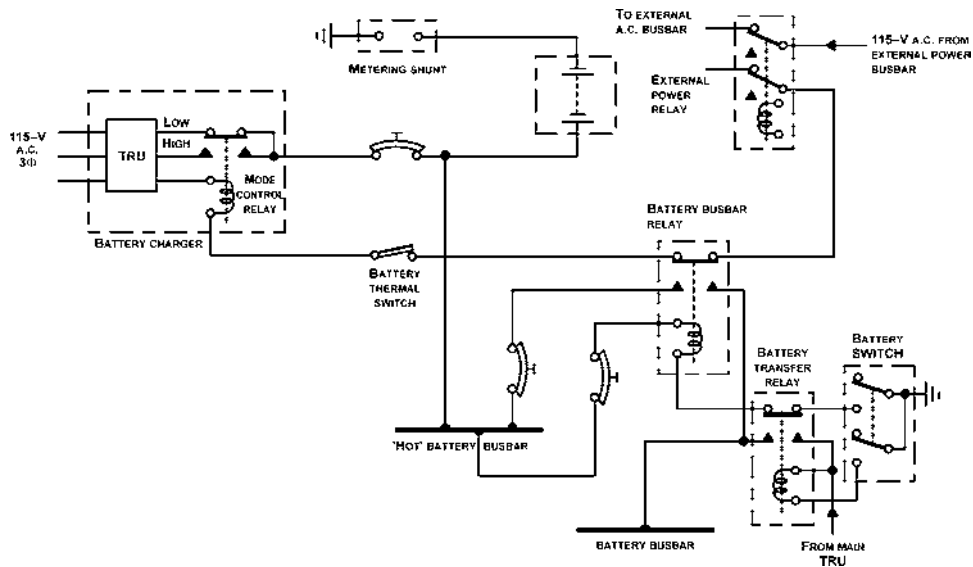 TO EXTERNAL
A.C. BUSBAR
115–V A.C. FROM
EXTERNAL POWER
BUSBAR
METERING SHUNT
EXTERNAL
POWER
RELAY
115–V
A.C.
3Φ
TRU
LOW
HIGH
MODE
CONTROL
RELAY
BATTERY CHARGER
BATTERY
THERMAL
SWITCH
BATTERY BUSBAR
RELAY
BATTERY
TRANSFER
RELAY
BATTERY
SWITCH
'HOT' BATTERY BUSBAR
BATTERY BUSBAR
FROM MAIN
TRU